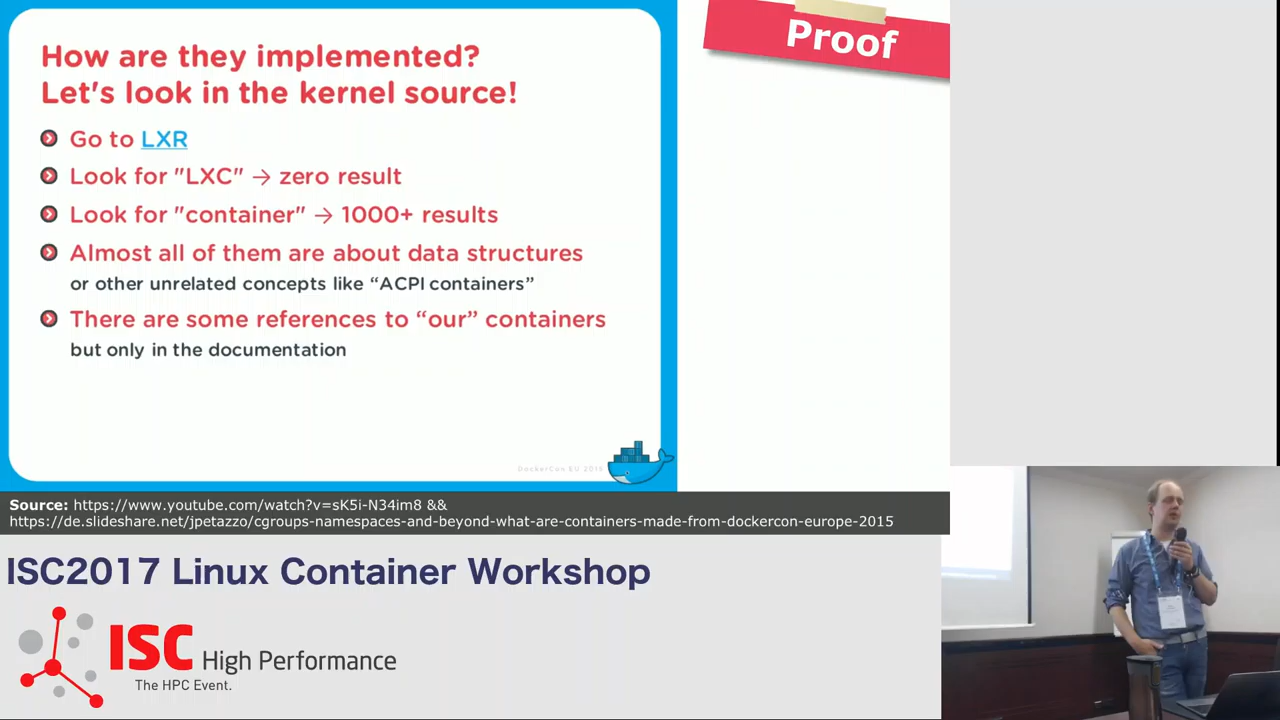 How are they implemented?
Let's look in the kernel source!
Go to LXR
Look for "LXC" → zero result
Look for "container" → 1000+ results
Almost all of them are about data structures
or other unrelated concepts like “ACPI containers”
There are some references to “our” containers
but only in the documentation
Proof
Source: https://www.youtube.com/watch?v=sK5i-N34im8 &&
https://de.slideshare.net/jpetazzo/cgroups-namespaces-and-beyond-what-are-containers-made-from-dockercon-europe-2015
ISC2017 Linux Container Workshop
ISC High Performance
The HPC Event.